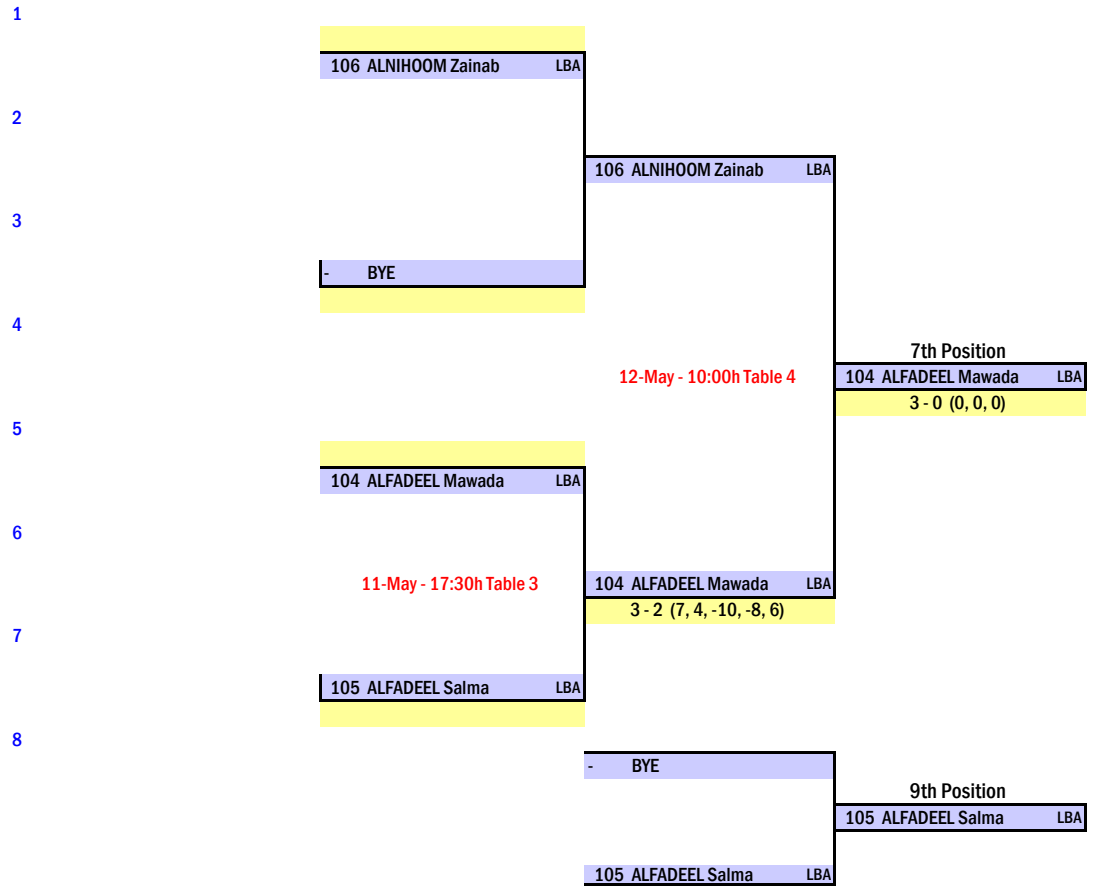 1
106 ALNIHOOM Zainab LBA
2
106 ALNIHOOM Zainab LBA
3
- BYE
4
7th Position
12-May - 10:00h Table 4
104 ALFADEEL Mawada LBA
3 - 0 (0, 0, 0)
5
104 ALFADEEL Mawada LBA
6
11-May - 17:30h Table 3
104 ALFADEEL Mawada LBA
3 - 2 (7, 4, -10, -8, 6)
7
105 ALFADEEL Salma LBA
8
- BYE
9th Position
105 ALFADEEL Salma LBA
105 ALFADEEL Salma LBA